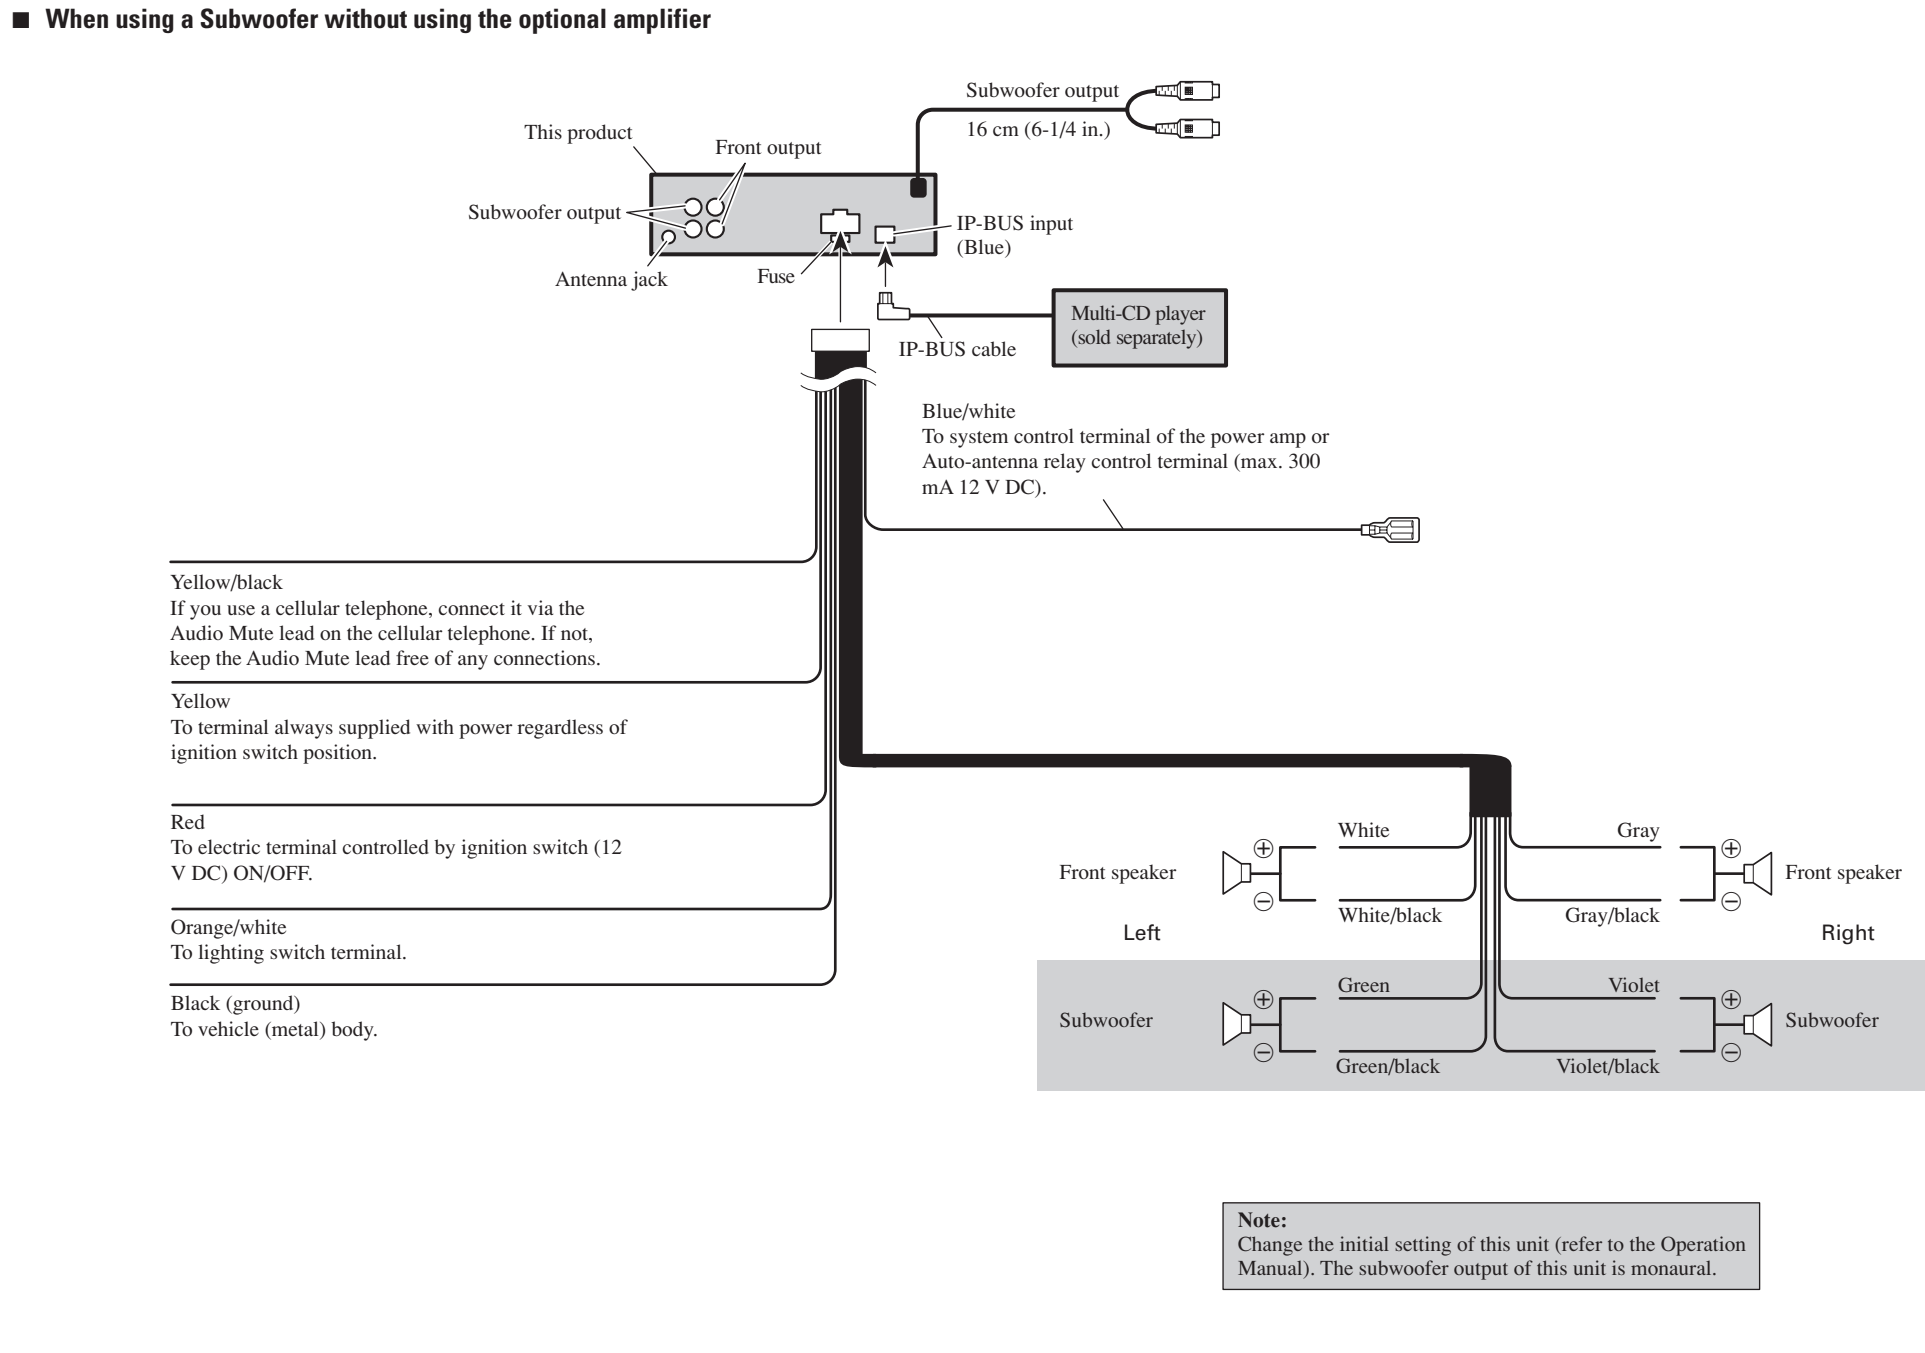 ■ When using a Subwoofer without using the optional amplifier
Subwoofer output
16 cm (6-1/4 in.)
This product
Front output
Subwoofer output
IP-BUS input
(Blue)
Antenna jack
Fuse
Multi-CD player
(sold separately)
IP-BUS cable
Blue/white
To system control terminal of the power amp or
Auto-antenna relay control terminal (max. 300
mA 12 V DC).
Yellow/black
If you use a cellular telephone, connect it via the
Audio Mute lead on the cellular telephone. If not,
keep the Audio Mute lead free of any connections.
Yellow
To terminal always supplied with power regardless of
ignition switch position.
Red
To electric terminal controlled by ignition switch (12
V DC) ON/OFF.
Orange/white
To lighting switch terminal.
Black (ground)
To vehicle (metal) body.
White
Gray
⊕
⊕
Front speaker
Front speaker
⊖
⊖
White/black
Gray/black
Left
Right
Green
Violet
⊕
⊕
Subwoofer
Subwoofer
⊖
⊖
Green/black
Violet/black
Note:
Change the initial setting of this unit (refer to the Operation
Manual). The subwoofer output of this unit is monaural.